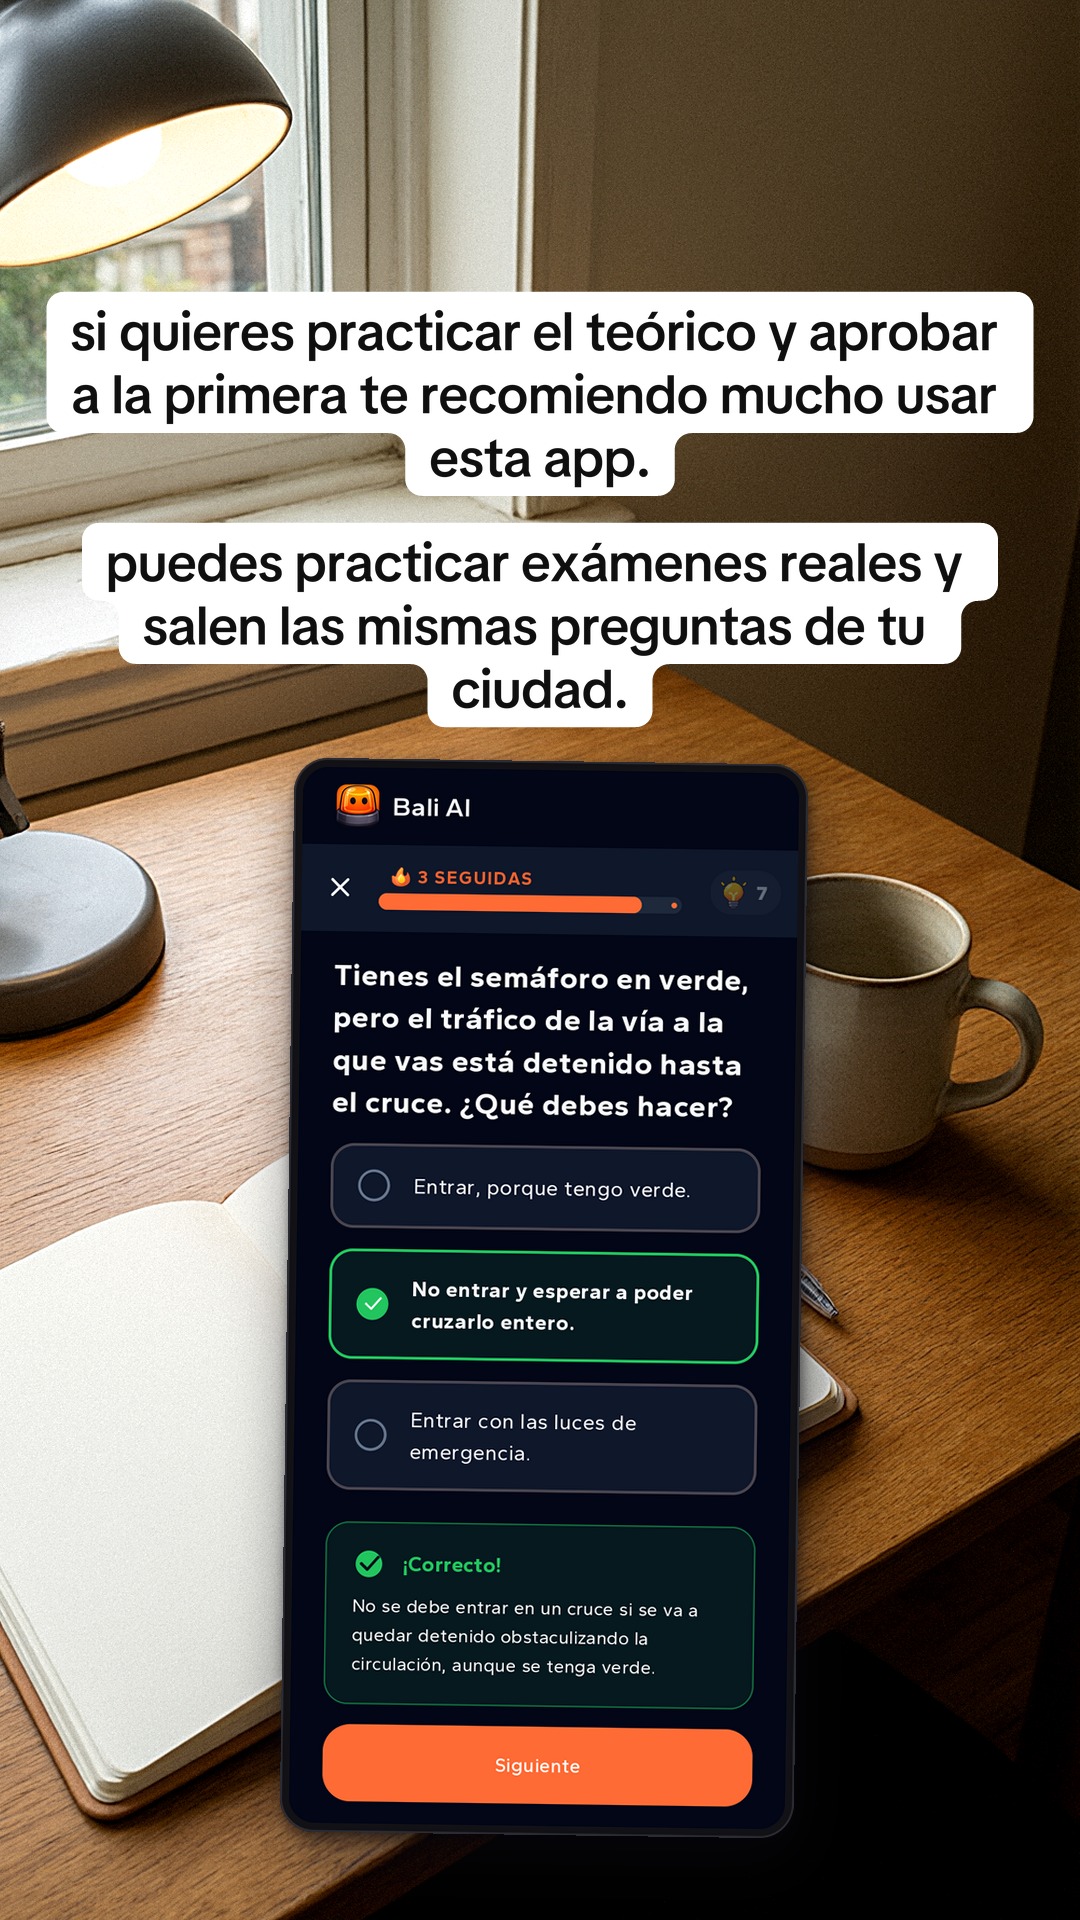 si quieres practicar el teórico y aprobar
a la primera te recomiendo mucho usar
esta app.
puedes practicar exámenes reales y
salen las mismas preguntas de tu
ciudad.
Bali AI
3 SEGUIDAS
7
Tienes el semáforo en verde,
pero el tráfico de la vía a la
que vas está detenido hasta
el cruce. ¿Qué debes hacer?
Entrar, porque tengo verde.
No entrar y esperar a poder
cruzarlo entero.
Entrar con las luces de
emergencia.
¡Correcto!
No se debe entrar en un cruce si se va a
quedar detenido obstaculizando la
circulación, aunque se tenga verde.
Siguiente